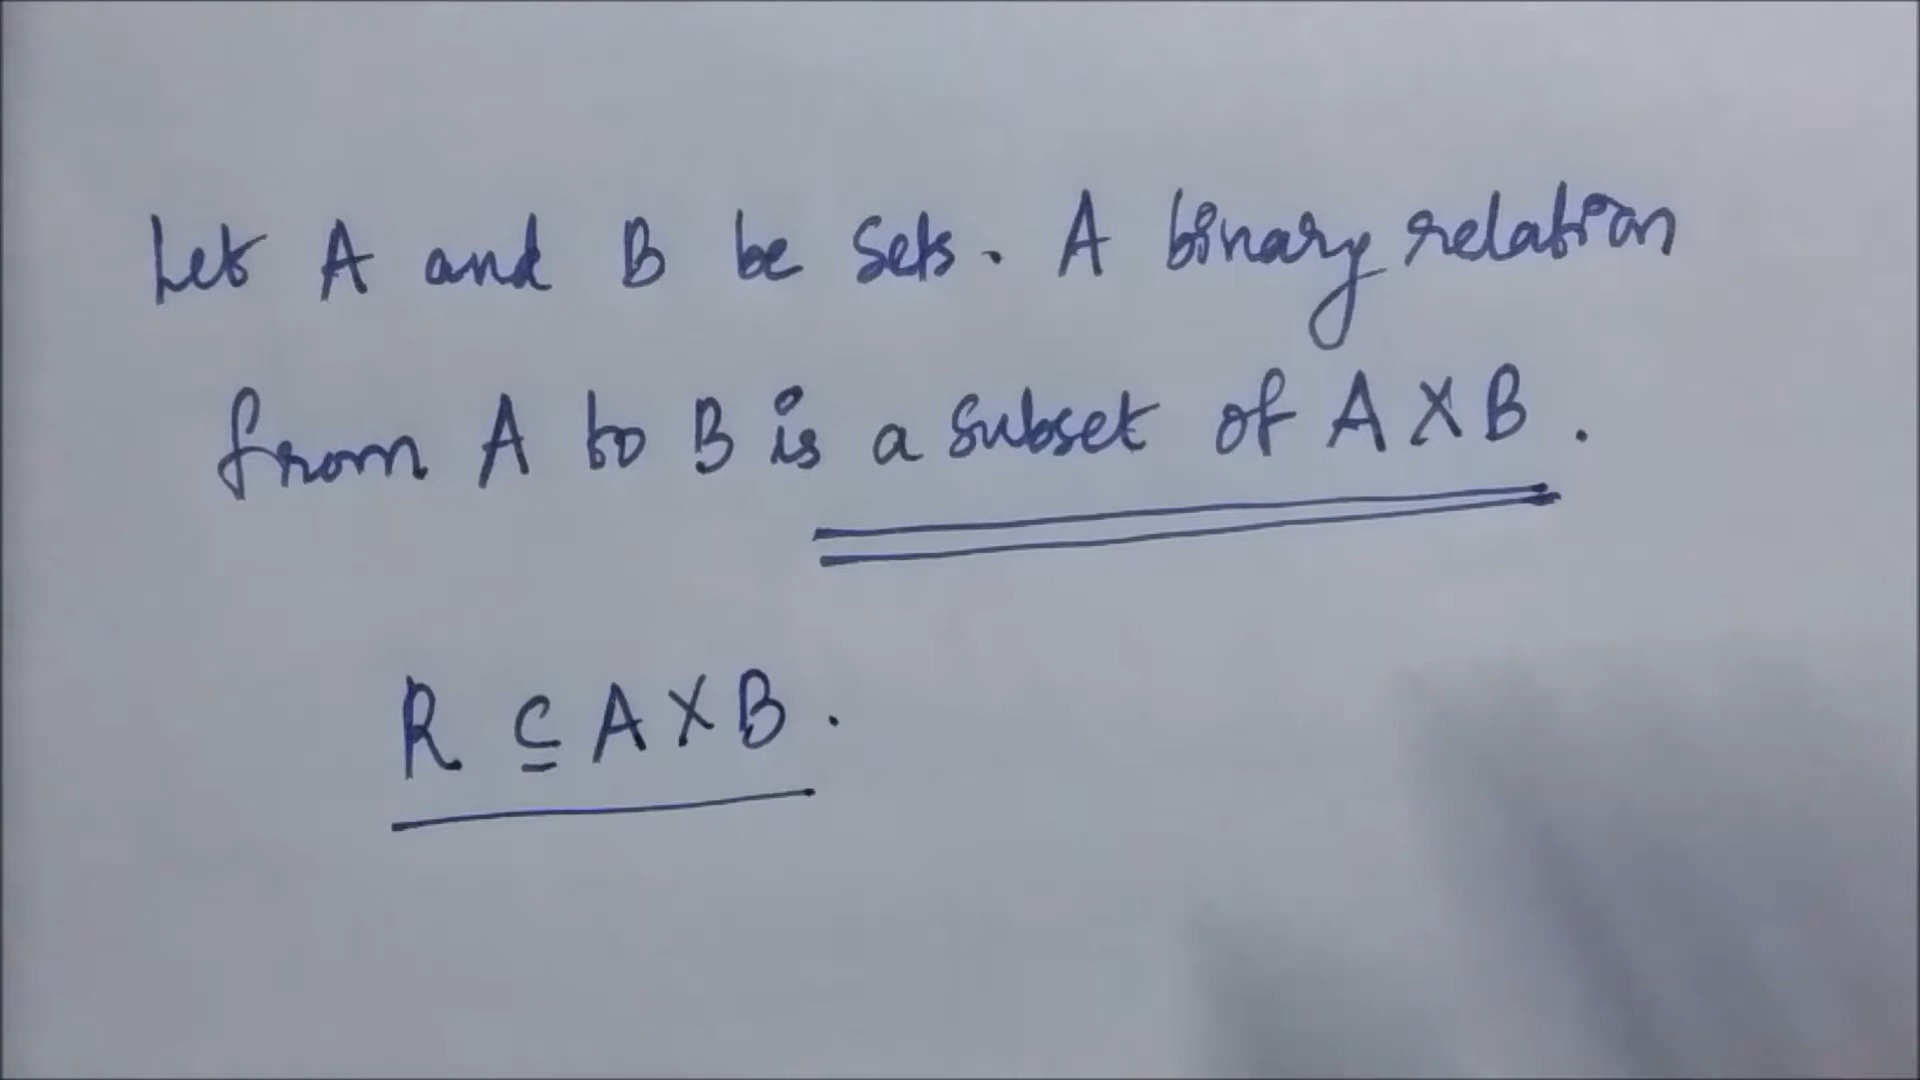 Let A and B be Sets. A binary relation
from A to B is a subset of A X B.
R ⊆ A X B.